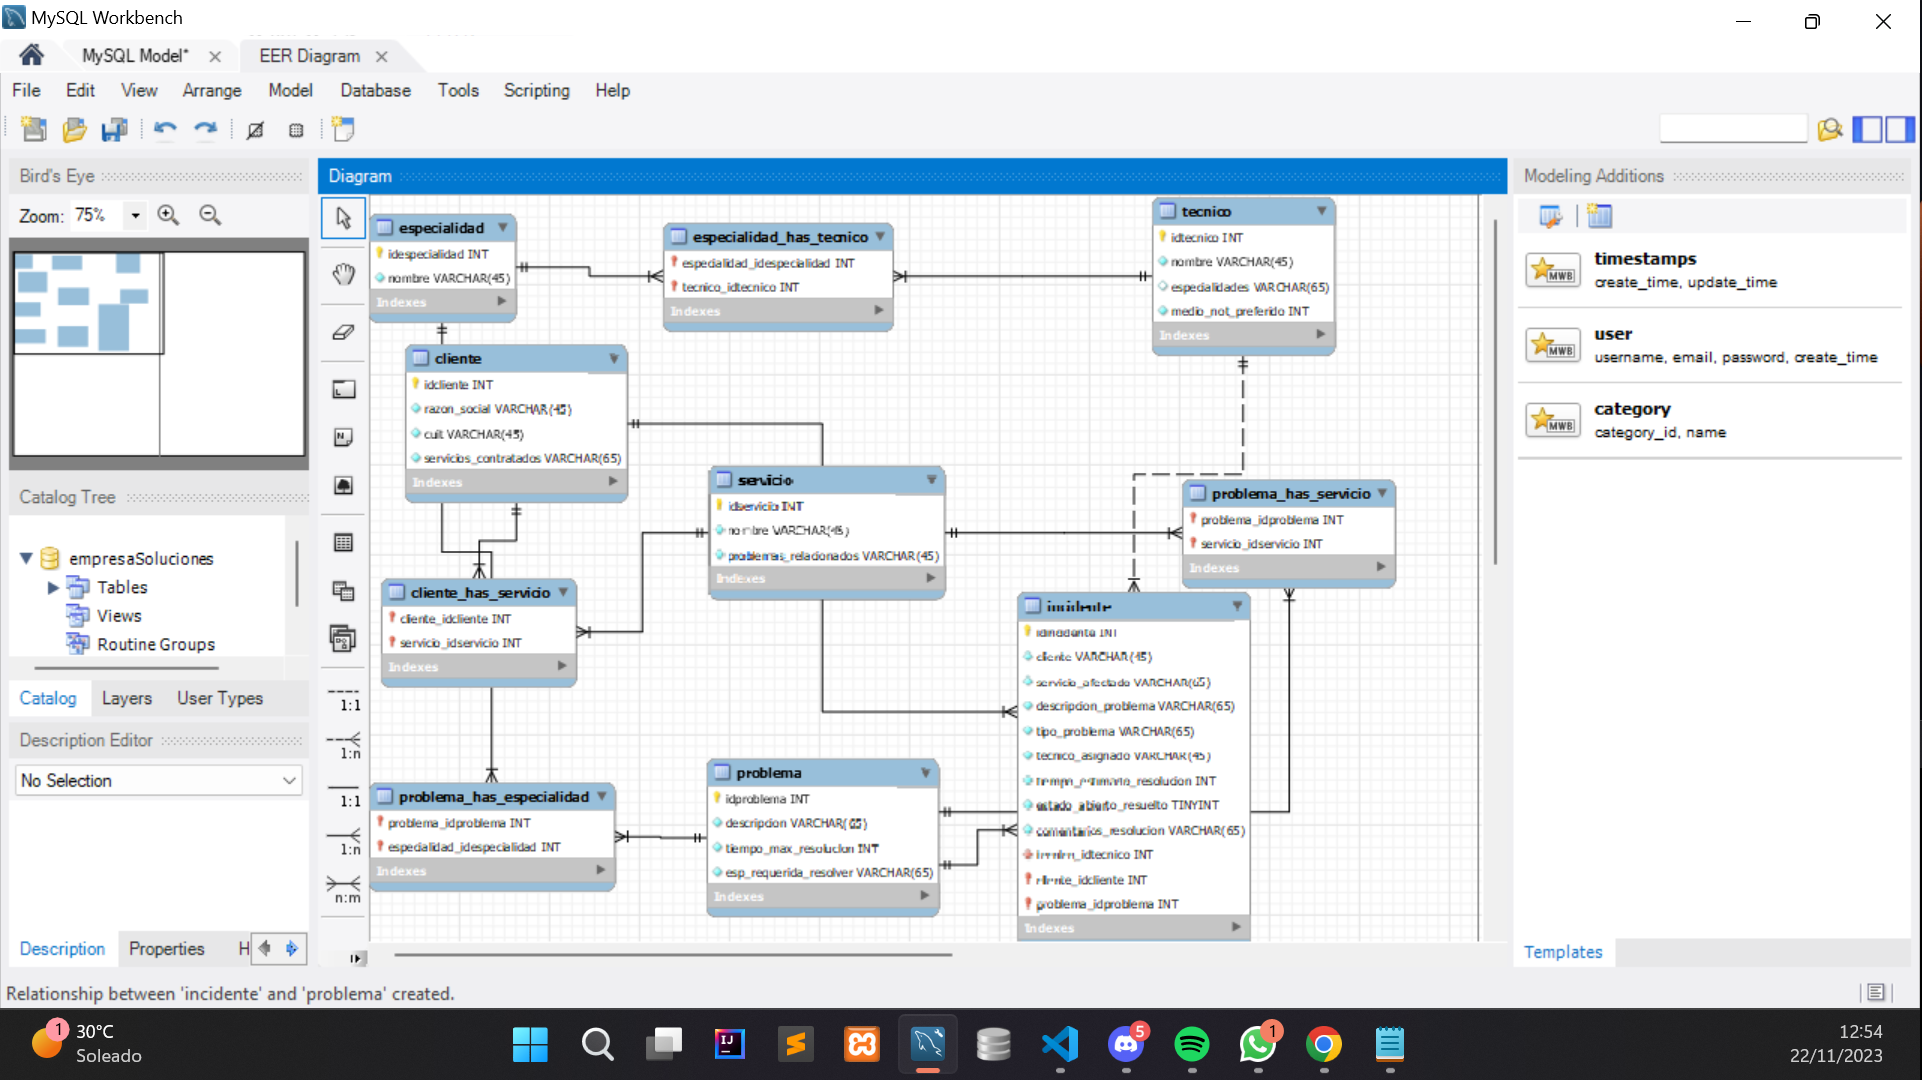 MySQL Workbench
MySQL Model*
EER Diagram
File Edit View Arrange Model Database Tools Scripting Help
Bird's Eye
Zoom: 75%
Catalog Tree
empresaSoluciones
Tables
Views
Routine Groups
Catalog Layers User Types
Description Editor
No Selection
Description Properties H
Diagram
1:1
1:n
1:1
1:n
n:m
especialidad
idespecialidad INT
nombre VARCHAR(45)
Indexes
especialidad_has_tecnico
especialidad_idespecialidad INT
tecnico_idtecnico INT
Indexes
tecnico
idtecnico INT
nombre VARCHAR(45)
especialidades VARCHAR(65)
medio_not_preferido INT
Indexes
cliente
idcliente INT
razon_social VARCHAR(45)
cuit VARCHAR(45)
servicios_contratados VARCHAR(65)
Indexes
servicio
idservicio INT
nombre VARCHAR(45)
problemas_relacionados VARCHAR(45)
Indexes
problema_has_servicio
problema_idproblema INT
servicio_idservicio INT
Indexes
cliente_has_servicio
cliente_idcliente INT
servicio_idservicio INT
Indexes
incidente
idincidente INT
cliente VARCHAR(45)
servicio_afectado VARCHAR(65)
descripcion_problema VARCHAR(65)
tipo_problema VARCHAR(65)
tecnico_asignado VARCHAR(45)
tiempo_estimado_resolucion INT
estado_abierto_resuelto TINYINT
comentarios_resolucion VARCHAR(65)
tecnico_idtecnico INT
cliente_idcliente INT
problema_idproblema INT
Indexes
problema_has_especialidad
problema_idproblema INT
especialidad_idespecialidad INT
Indexes
problema
idproblema INT
descripcion VARCHAR(65)
tiempo_max_resolucion INT
esp_requerida_resolver VARCHAR(65)
Indexes
Modeling Additions
MWB
timestamps
create_time, update_time
MWB
user
username, email, password, create_time
MWB
category
category_id, name
Templates
Relationship between 'incidente' and 'problema' created.
1
30°C
Soleado
IJ
5
1
12:54
22/11/2023